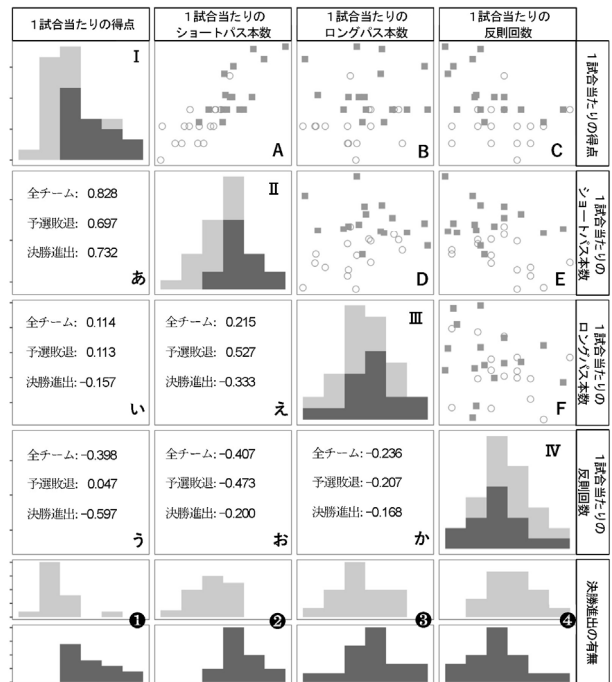 1試合当たりの得点
1試合当たりの
ショートパス本数
1試合当たりの
ロングパス本数
1試合当たりの
反則回数
I
A
B
C
1試合当たりの得点
全チーム: 0.828
予選敗退: 0.697
決勝進出: 0.732
あ
II
D
E
1試合当たりの
ショートパス本数
全チーム: 0.114
予選敗退: 0.113
決勝進出: -0.157
い
全チーム: 0.215
予選敗退: 0.527
決勝進出: -0.333
え
III
F
1試合当たりの
ロングパス本数
全チーム: -0.398
予選敗退: 0.047
決勝進出: -0.597
う
全チーム: -0.407
予選敗退: -0.473
決勝進出: -0.200
お
全チーム: -0.236
予選敗退: -0.207
決勝進出: -0.168
か
IV
1試合当たりの
反則回数
❶
❷
❸
❹
決勝進出の有無